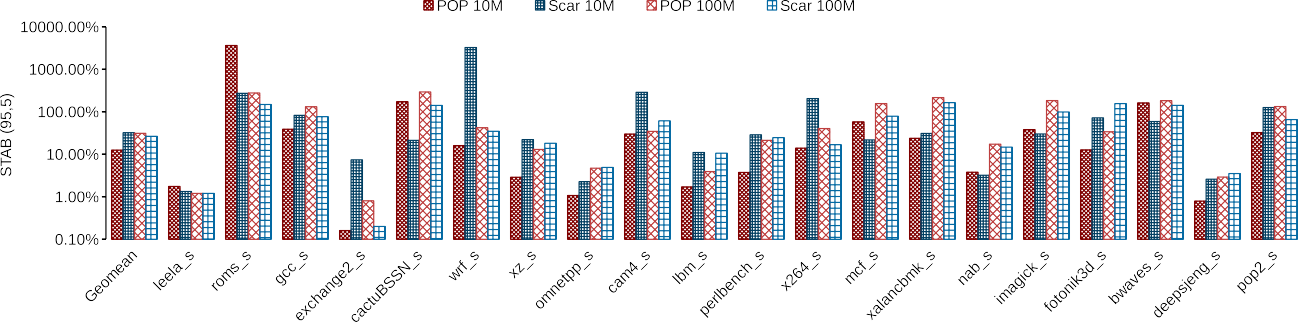 POP 10M Scar 10M POP 100M Scar 100M
STAB (95,5)
10000.00%
1000.00%
100.00%
10.00%
1.00%
0.10%
Geomean leela_s roms_s gcc_s exchange2_s cactuBSSN_s wrf_s xz_s omnetpp_s cam4_s lbm_s perlbench_s x264_s mcf_s xalancbmk_s nab_s imagick_s fotonik3d_s bwaves_s deepsjeng_s pop2_s